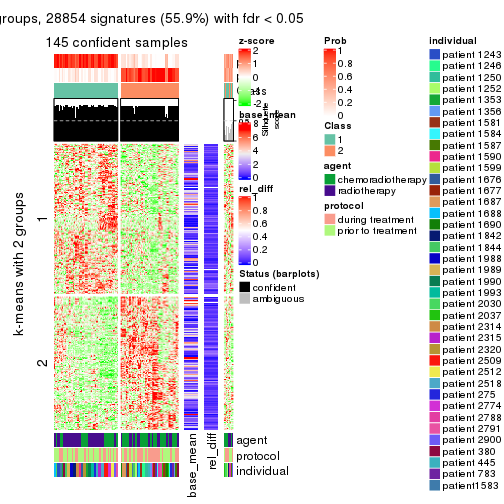 groups, 28854 signatures (55.9%) with fdr < 0.05
145 confident samples
k-means with 2 groups
1
2
z-score
2
1
0
-1
-2
base_mean
8
6
4
2
0
Silhouette
score
rel_diff
1
0.8
0.6
0.4
0.2
0
Status (barplots)
confident
ambiguous
Prob
1
0.8
0.6
0.4
0.2
0
Class
1
2
agent
chemoradiotherapy
radiotherapy
protocol
during treatment
prior to treatment
individual
patient 1243
patient 1246
patient 1250
patient 1252
patient 1353
patient 1356
patient 1581
patient 1584
patient 1587
patient 1590
patient 1599
patient 1676
patient 1677
patient 1687
patient 1688
patient 1690
patient 1842
patient 1844
patient 1988
patient 1989
patient 1990
patient 1993
patient 2030
patient 2037
patient 2314
patient 2315
patient 2320
patient 2509
patient 2512
patient 2518
patient 275
patient 2774
patient 2788
patient 2791
patient 2900
patient 380
patient 445
patient 783
patient1583
agent
protocol
individual
base_mean
rel_diff